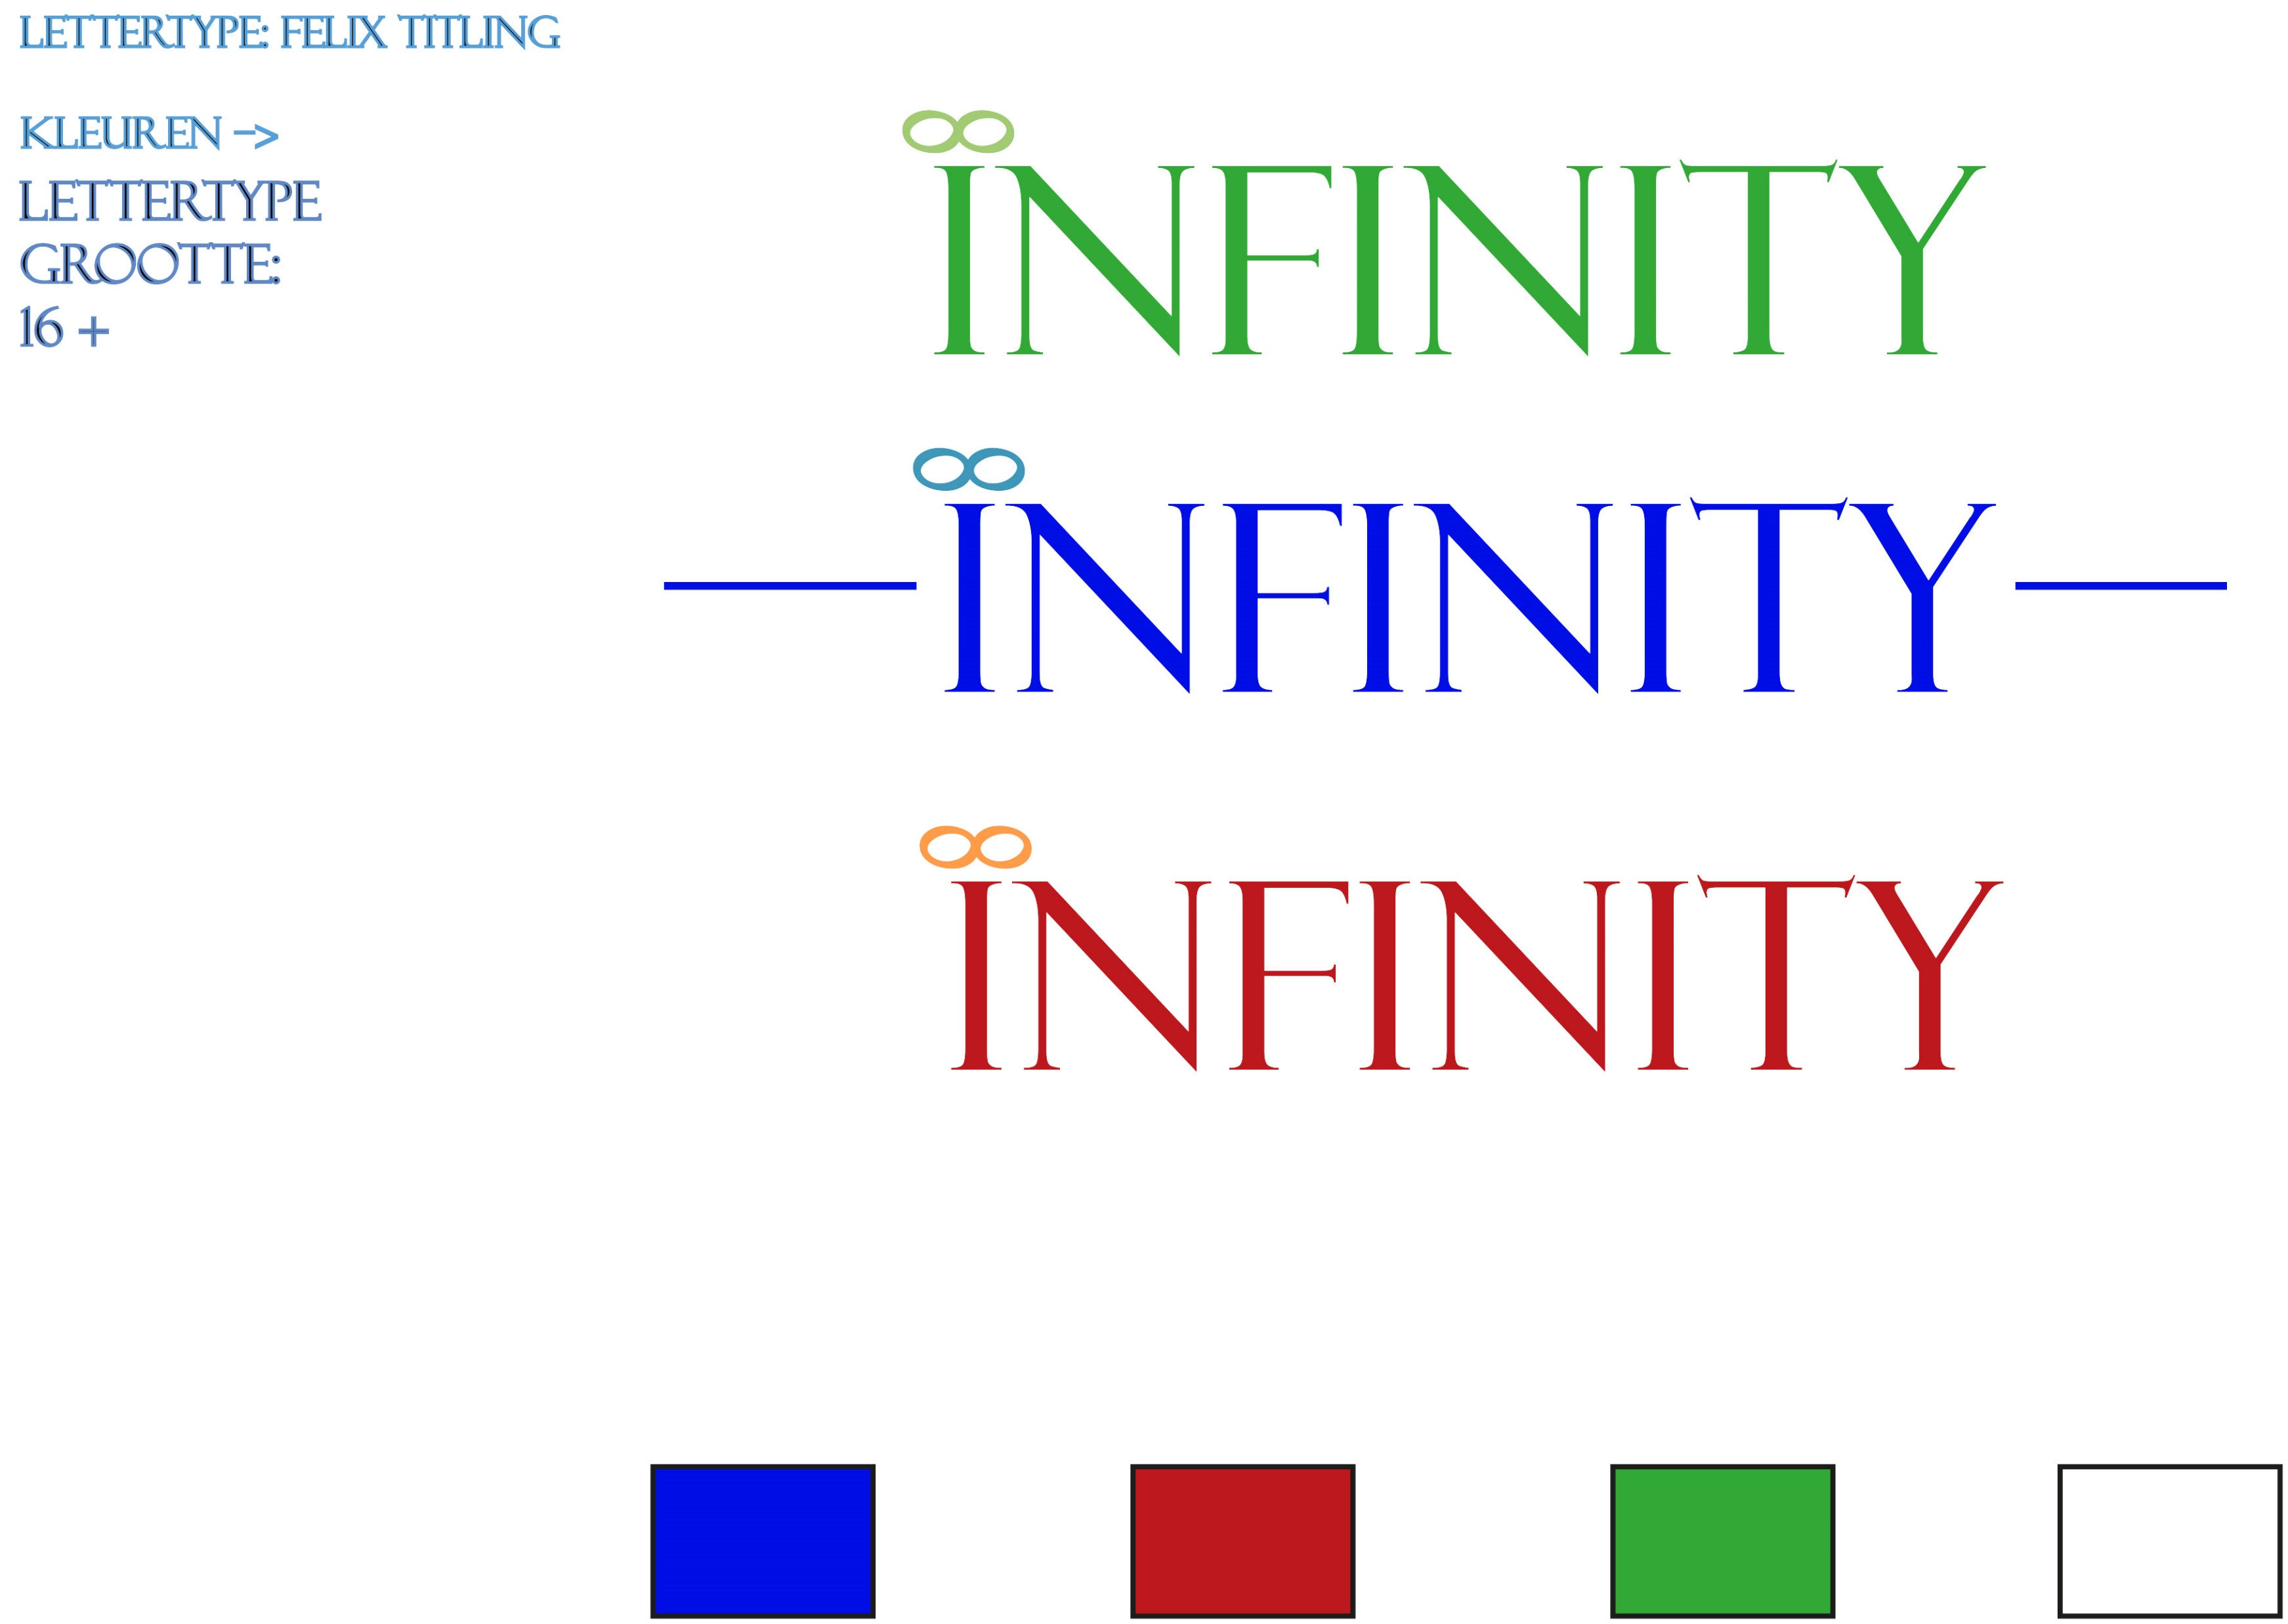 LETTERTYPE: FELIX TITLING
KLEUREN ->
LETTERTYPE
GROOTTE:
16 +
∞
INFINITY
∞
INFINITY
∞
INFINITY